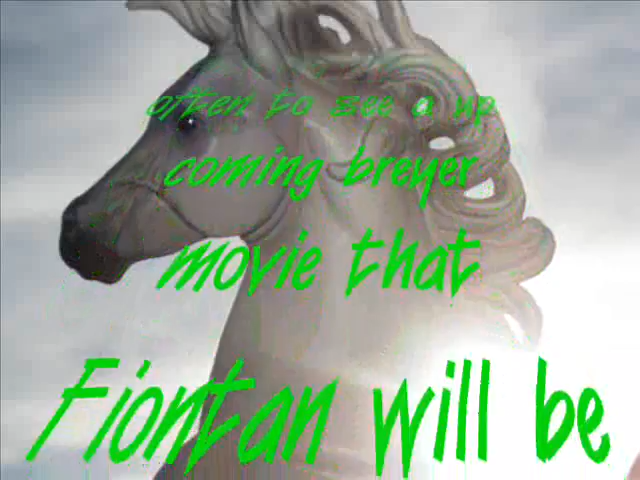 often to see a up
coming breyer
movie that
Fiontan will be